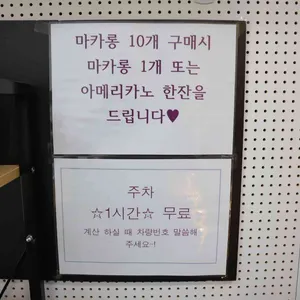 마카롱 10개 구매시
마카롱 1개 또는
아메리카노 한잔을
드립니다♥
주차
☆1시간☆ 무료
계산 하실 때 차량번호 말씀해
주세요~!